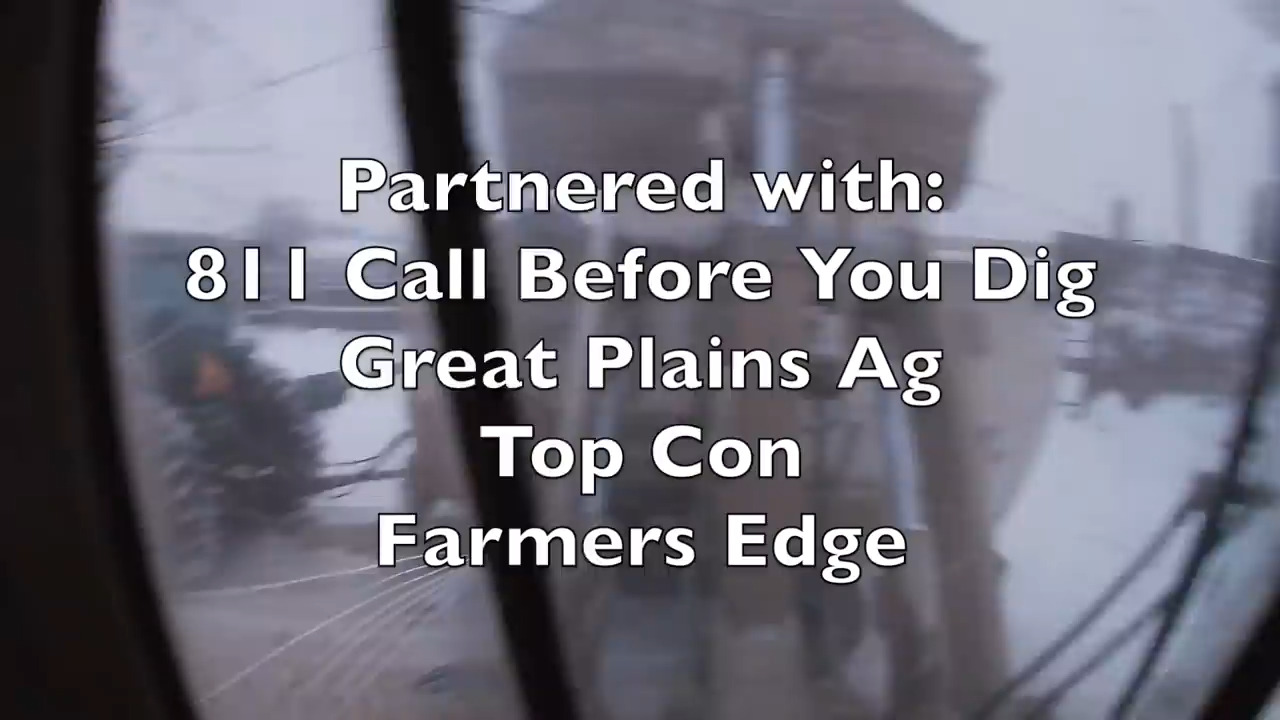 Partnered with:
811 Call Before You Dig
Great Plains Ag
Top Con
Farmers Edge